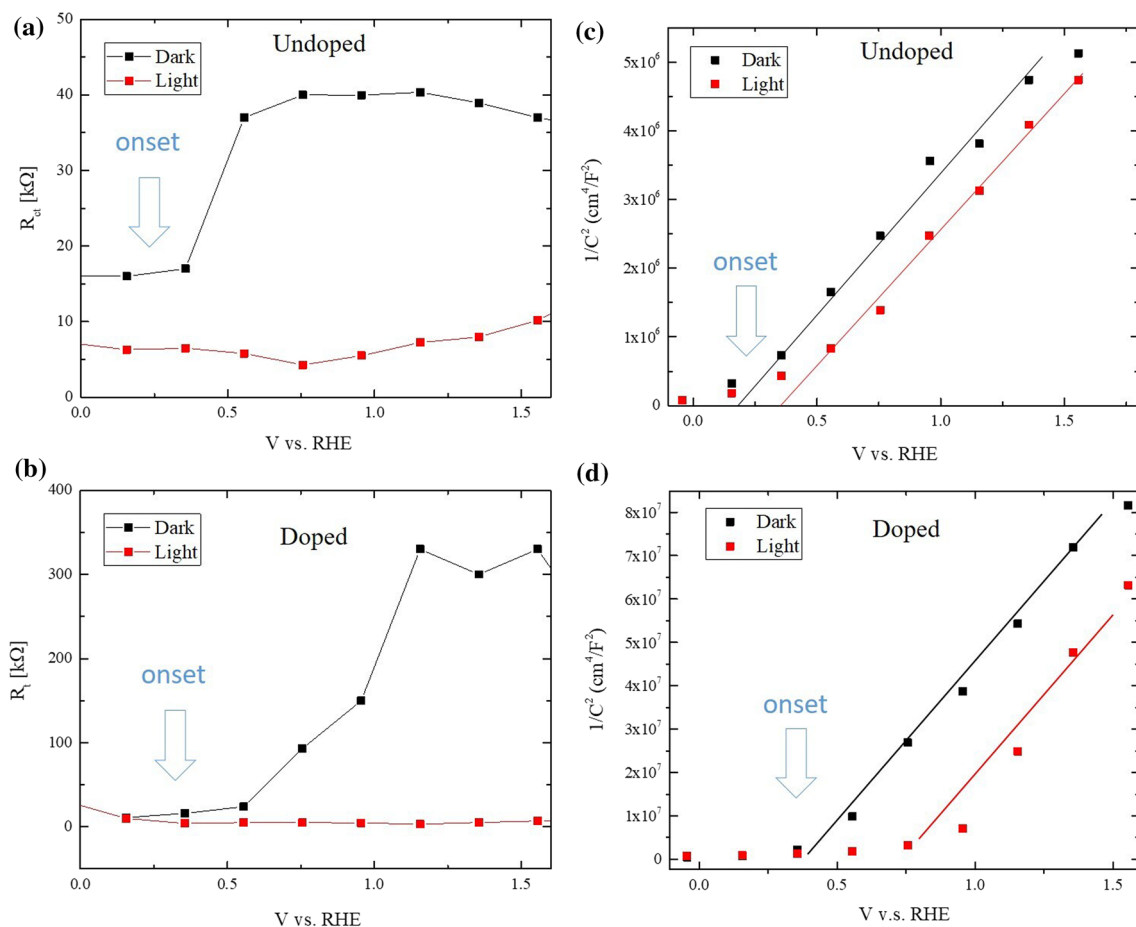 (a)
Undoped
Dark
Light
onset
R_ct [kΩ]
50
40
30
20
10
0
0.0 0.5 1.0 1.5
V vs. RHE
(b)
Doped
Dark
Light
onset
R_t [kΩ]
400
300
200
100
0
0.0 0.5 1.0 1.5
V vs. RHE
(c)
Undoped
Dark
Light
onset
1/C² (cm⁴/F²)
5x10⁶
4x10⁶
3x10⁶
2x10⁶
1x10⁶
0
0.0 0.5 1.0 1.5
V vs. RHE
(d)
Doped
Dark
Light
onset
1/C² (cm⁴/F²)
8x10⁷
7x10⁷
6x10⁷
5x10⁷
4x10⁷
3x10⁷
2x10⁷
1x10⁷
0
0.0 0.5 1.0 1.5
V v.s. RHE